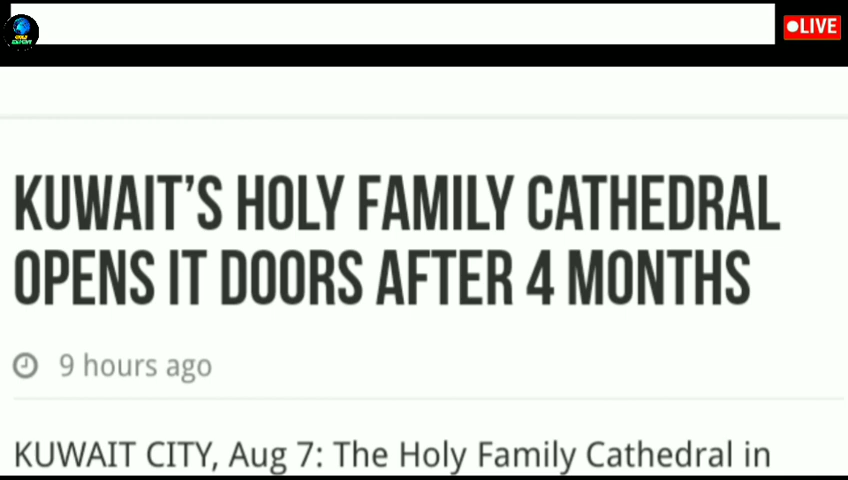 LIVE
KUWAIT'S HOLY FAMILY CATHEDRAL
OPENS IT DOORS AFTER 4 MONTHS
9 hours ago
KUWAIT CITY, Aug 7: The Holy Family Cathedral in